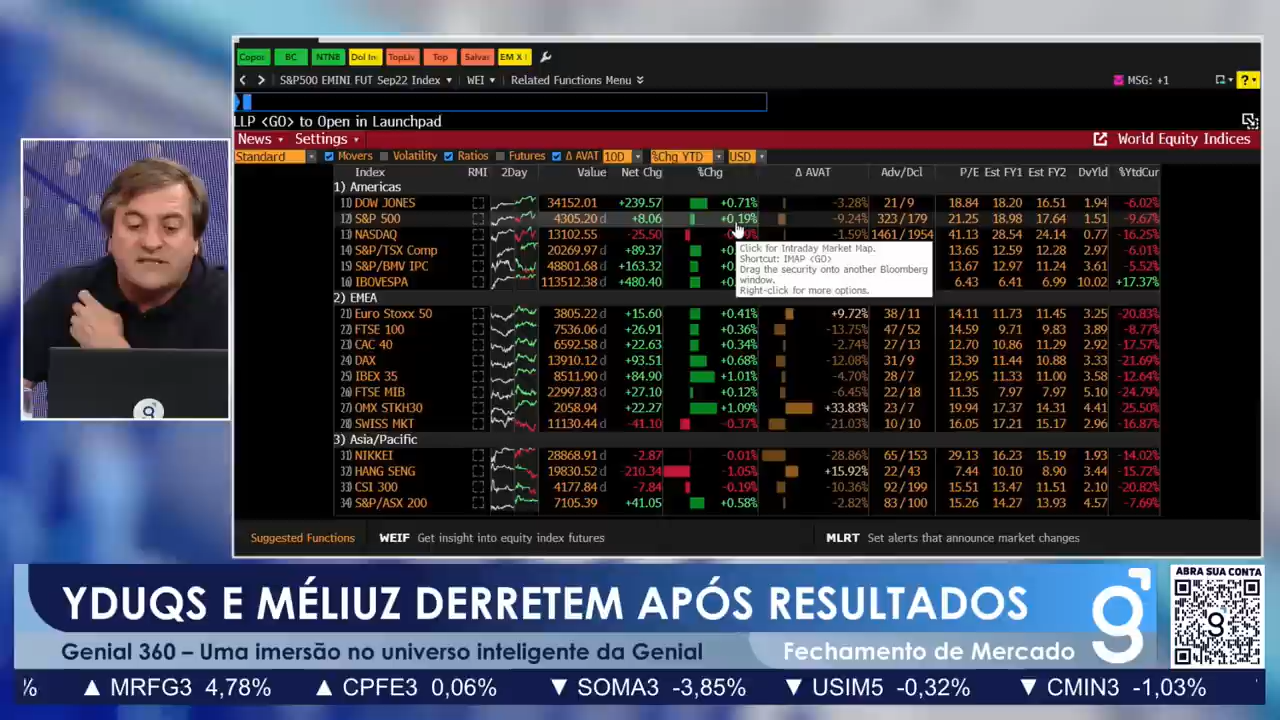 Copor BC NTNB Dol In TopLiv Top Salvar EM X I
S&P500 EMINI FUT Sep22 Index WEI Related Functions Menu MSG: +1 ?
LLP <GO> to Open in Launchpad
News Settings World Equity Indices
Standard Movers Volatility Ratios Futures Δ AVAT 10D %Chg YTD USD
Index RMI 2Day Value Net Chg %Chg Δ AVAT Adv/Dcl P/E Est FY1 Est FY2 DvYld %YtdCur
1) Americas
11) DOW JONES 34152.01 +239.57 +0.71% -3.28% 21/9 18.84 18.20 16.51 1.94 -6.02%
12) S&P 500 4305.20 d +8.06 +0.19% -9.24% 323/179 21.25 18.98 17.64 1.51 -9.67%
13) NASDAQ 13102.55 -25.50 -1.59% 1461/1954 41.13 28.54 24.14 0.77 -16.25%
14) S&P/TSX Comp 20269.97 d +89.37 +0 13.65 12.59 12.28 2.97 -6.01%
15) S&P/BMV IPC 48801.68 d +163.32 +0 13.67 12.97 11.24 3.61 -5.52%
16) IBOVESPA 113512.38 d +480.40 +0 6.43 6.41 6.99 10.02 +17.37%
Click for Intraday Market Map.
Shortcut: IMAP <GO>
Drag the security onto another Bloomberg
window.
Right-click for more options.
2) EMEA
21) Euro Stoxx 50 3805.22 d +15.60 +0.41% +9.72% 38/11 14.11 11.73 11.45 3.25 -20.83%
22) FTSE 100 7536.06 d +26.91 +0.36% -13.75% 47/52 14.59 9.71 9.83 3.89 -8.77%
23) CAC 40 6592.58 d +22.63 +0.34% -2.74% 27/13 12.70 10.86 11.29 2.92 -17.57%
24) DAX 13910.12 d +93.51 +0.68% -12.08% 31/9 13.39 11.44 10.88 3.33 -21.69%
25) IBEX 35 8511.90 d +84.90 +1.01% -4.70% 28/7 12.95 11.33 11.00 3.58 -12.64%
26) FTSE MIB 22997.83 d +27.10 +0.12% -6.45% 22/18 11.35 7.97 7.97 5.10 -24.79%
27) OMX STKH30 2058.94 +22.27 +1.09% +33.83% 23/7 19.94 17.37 14.31 4.41 -25.50%
28) SWISS MKT 11130.44 d -41.10 -0.37% -21.03% 10/10 16.05 17.21 15.17 2.96 -16.87%
3) Asia/Pacific
31) NIKKEI 28868.91 d -2.87 -0.01% -28.86% 65/153 29.13 16.23 15.19 1.93 -14.02%
32) HANG SENG 19830.52 d -210.34 -1.05% +15.92% 22/43 7.44 10.10 8.90 3.44 -15.72%
33) CSI 300 4177.84 d -7.84 -0.19% -10.36% 92/199 15.51 13.47 11.51 2.10 -20.82%
34) S&P/ASX 200 7105.39 +41.05 +0.58% -2.82% 83/100 15.26 14.27 13.93 4.57 -7.69%
Suggested Functions WEIF Get insight into equity index futures MLRT Set alerts that announce market changes
YDUQS E MÉLIUZ DERRETEM APÓS RESULTADOS
ABRA SUA CONTA
Genial 360 – Uma imersão no universo inteligente da Genial Fechamento de Mercado
% ▲ MRFG3 4,78% ▲ CPFE3 0,06% ▼ SOMA3 -3,85% ▼ USIM5 -0,32% ▼ CMIN3 -1,03%